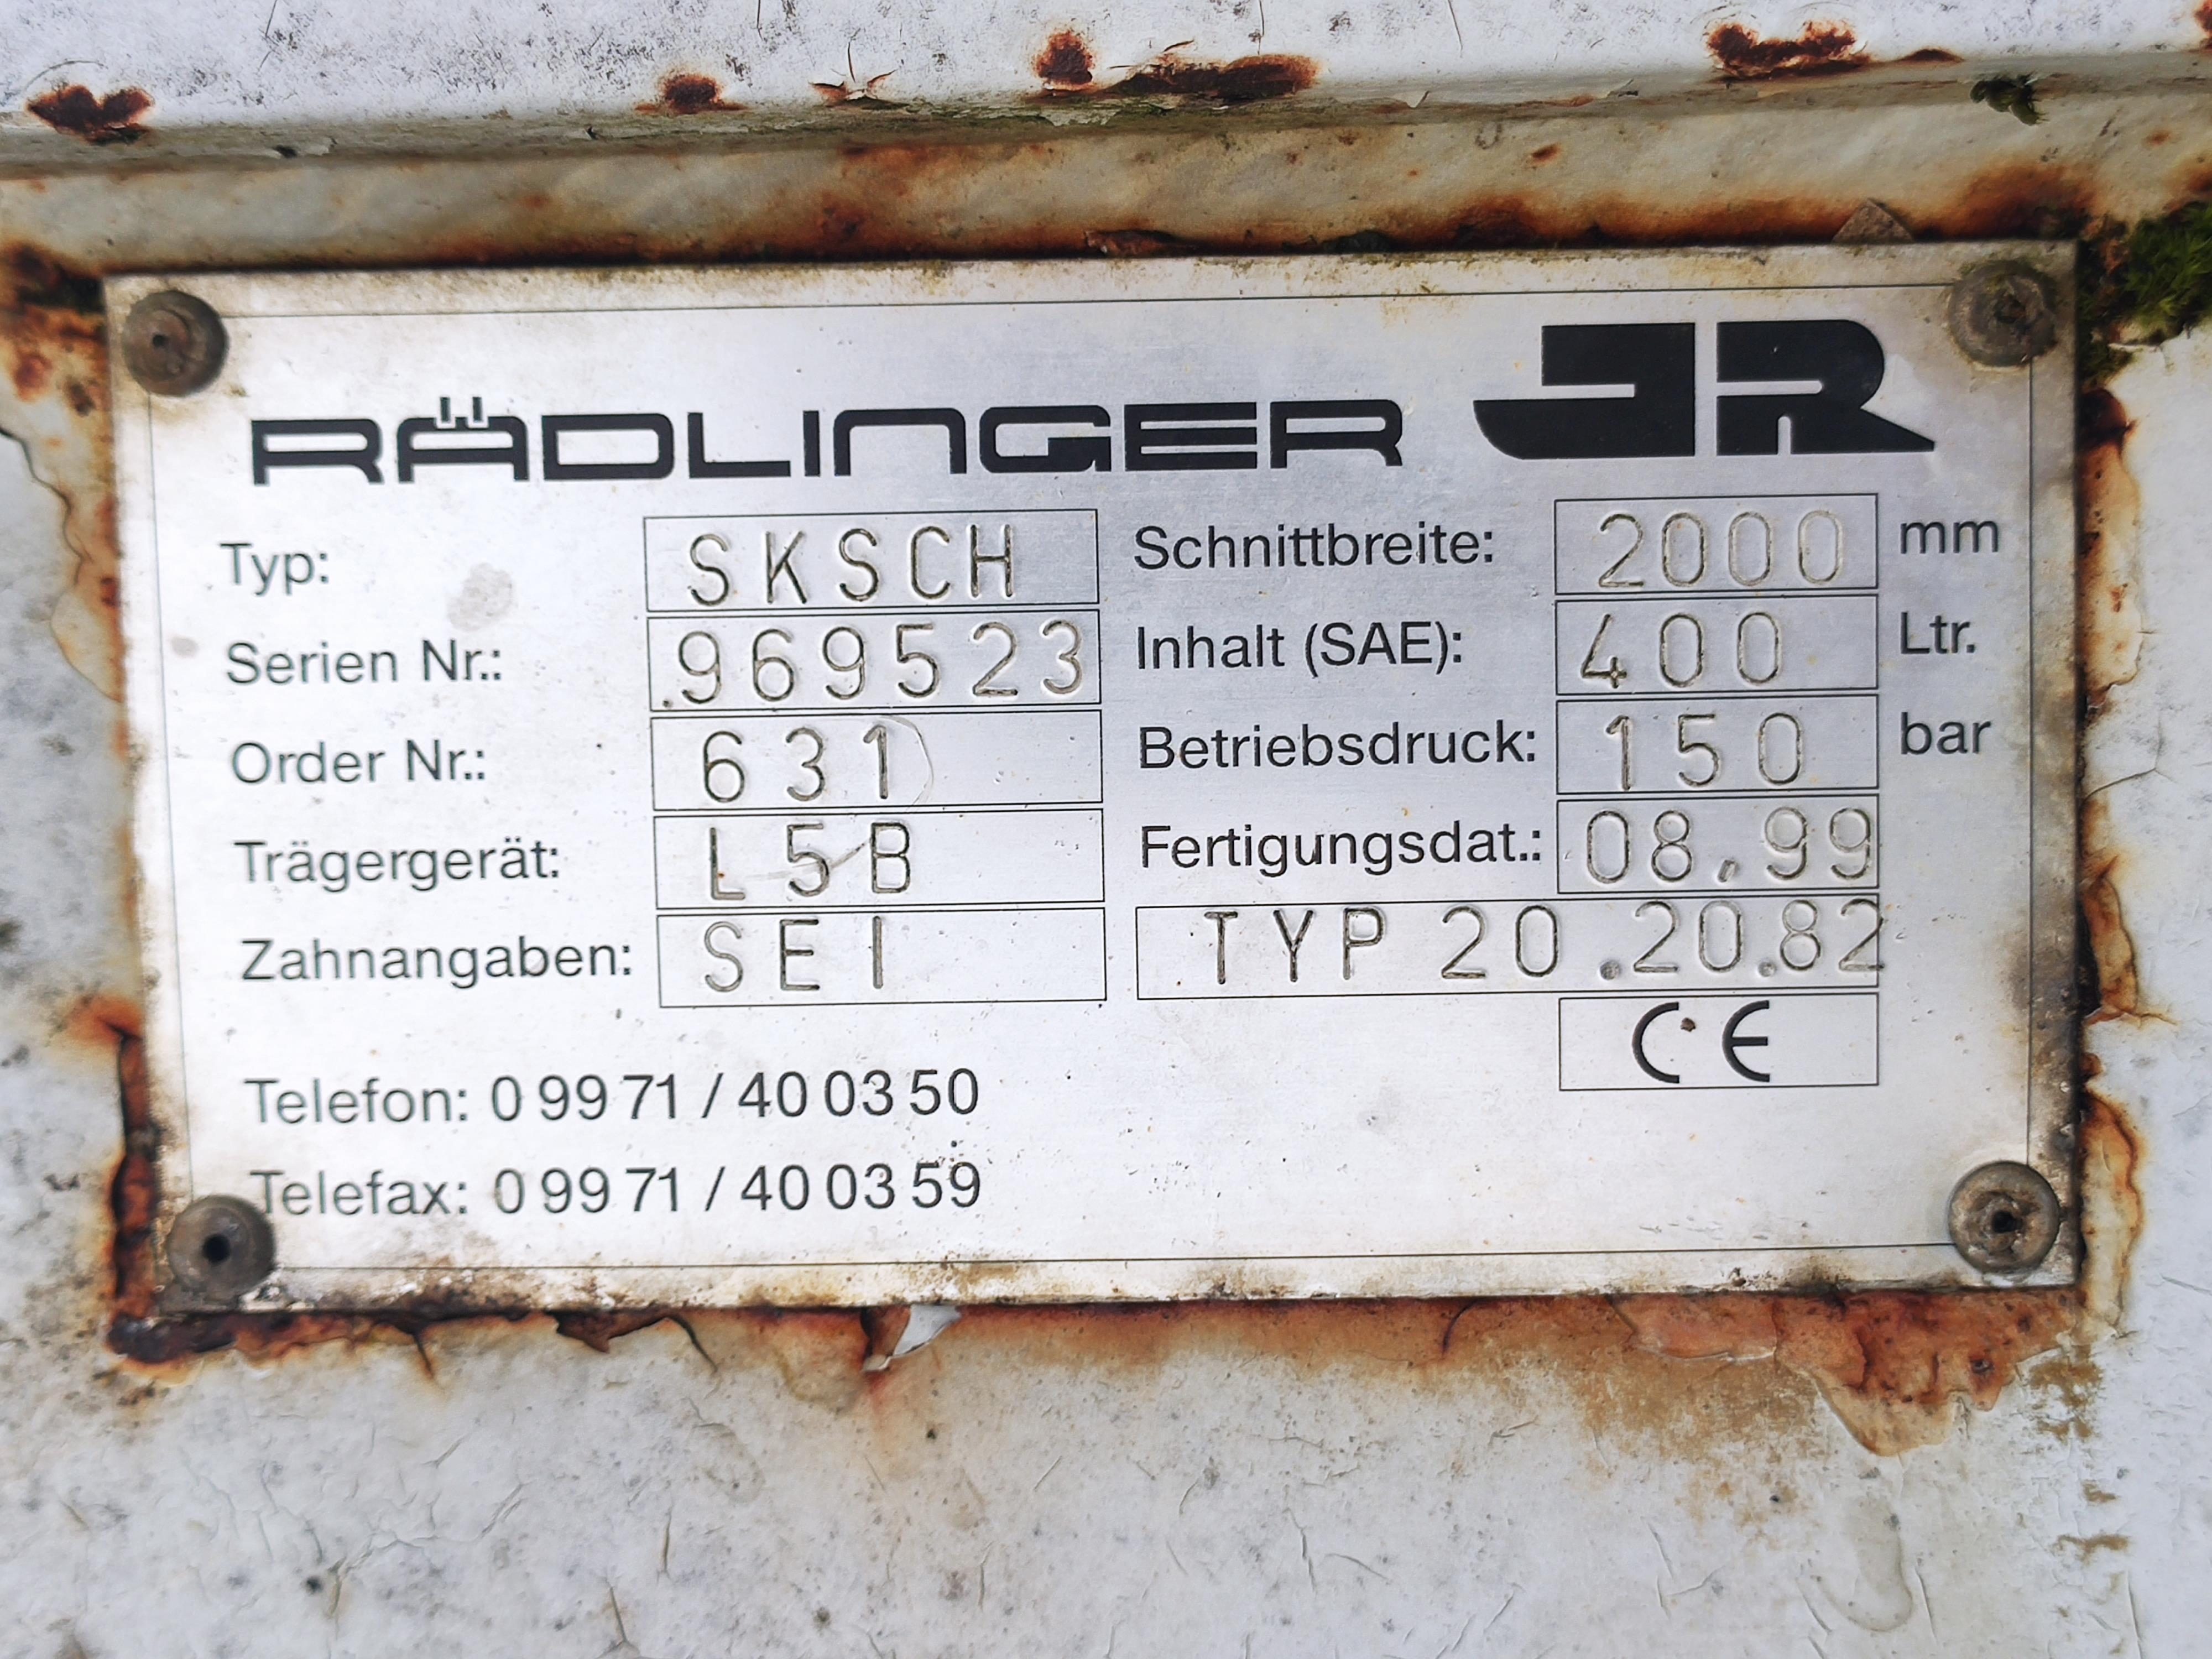 RÄDLINGER JR
Typ: SKSCH Schnittbreite: 2000 mm
Serien Nr.: .969523 Inhalt (SAE): 400 Ltr.
Order Nr.: 631 Betriebsdruck: 150 bar
Trägergerät: L5B Fertigungsdat.: 08.99
Zahnangaben: SEI TYP 20.20.82
CE
Telefon: 0 99 71 / 40 03 50
Telefax: 0 99 71 / 40 03 59